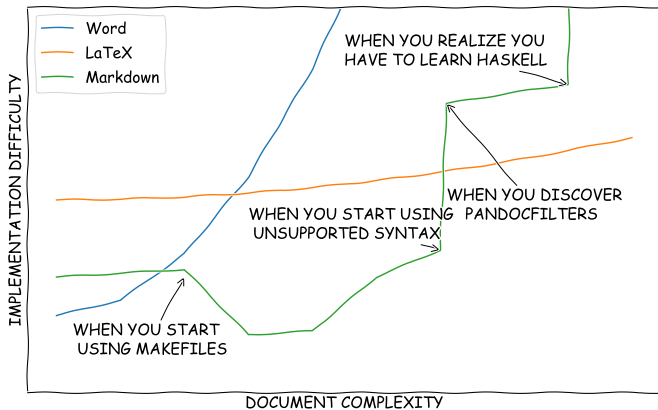 Word
LaTeX
Markdown
WHEN YOU REALIZE YOU
HAVE TO LEARN HASKELL
WHEN YOU DISCOVER
PANDOCFILTERS
WHEN YOU START USING
UNSUPPORTED SYNTAX
WHEN YOU START
USING MAKEFILES
IMPLEMENTATION DIFFICULTY
DOCUMENT COMPLEXITY